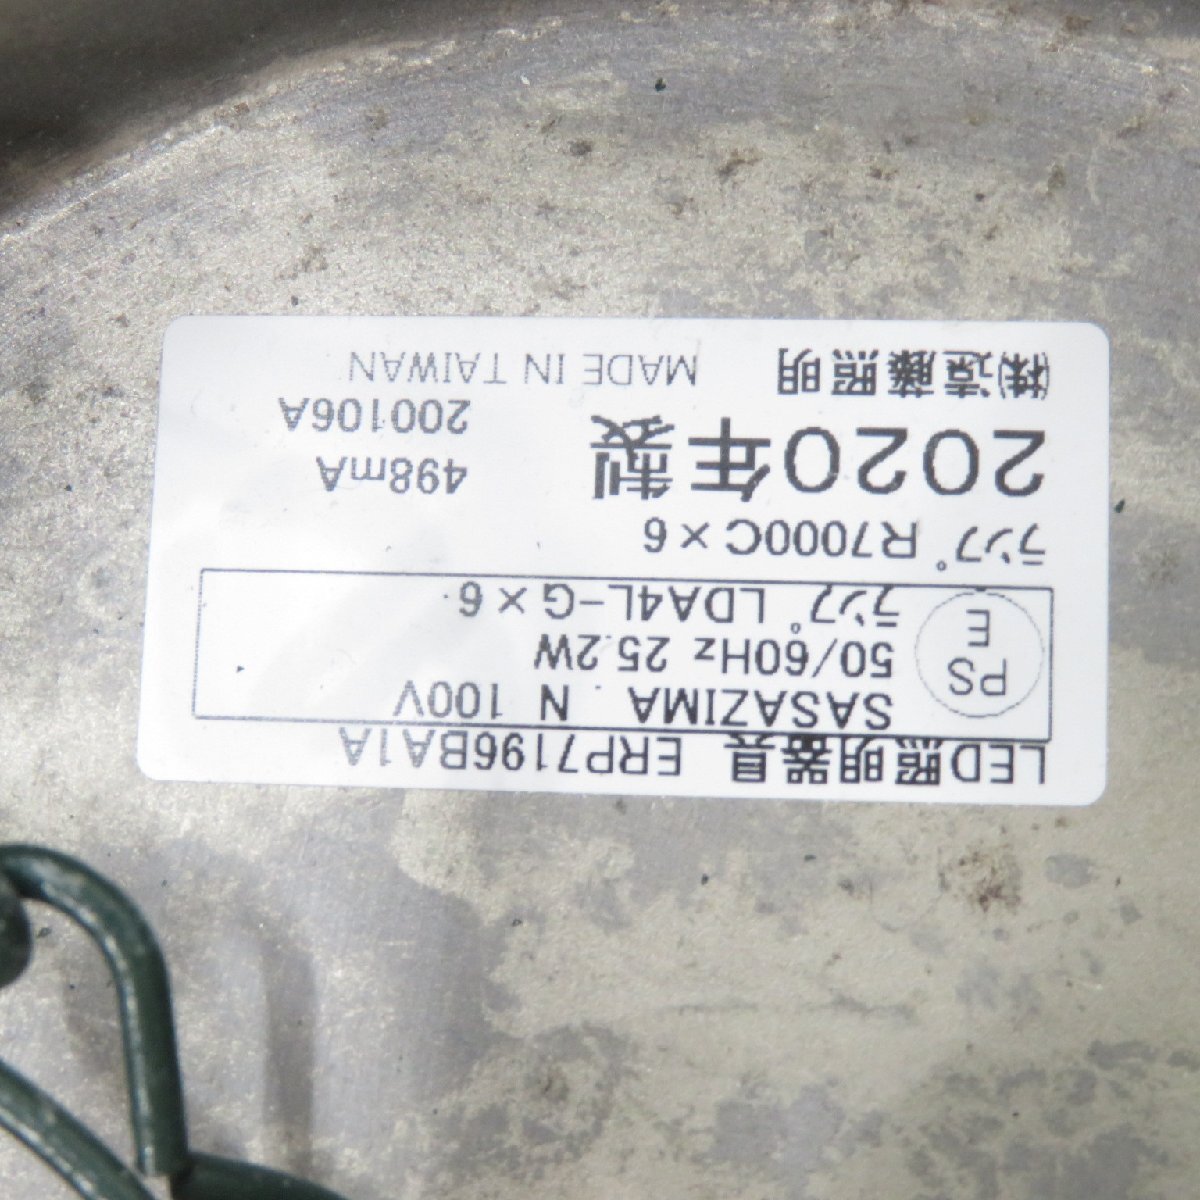 LED照明器具 ERP7196BA1A
PS E
SASAZIMA N 100V
50/60Hz 25.2W
ランプ LDA4L-G×6
ランプ R7000C×6
2020年製
498mA
200106A
㈱遠藤照明 MADE IN TAIWAN